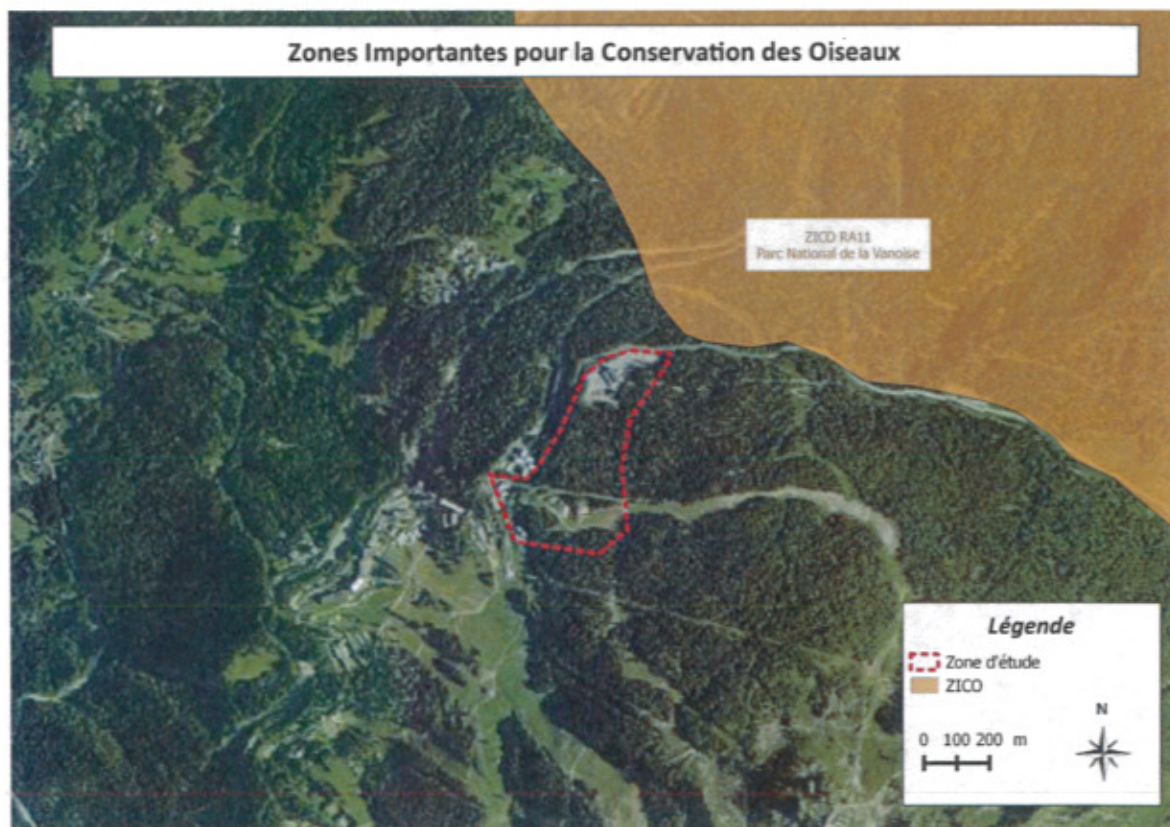 Zones Importantes pour la Conservation des Oiseaux
ZICO RA11
Parc National de la Vanoise
Légende
Zone d'étude
ZICO
N
0 100 200 m